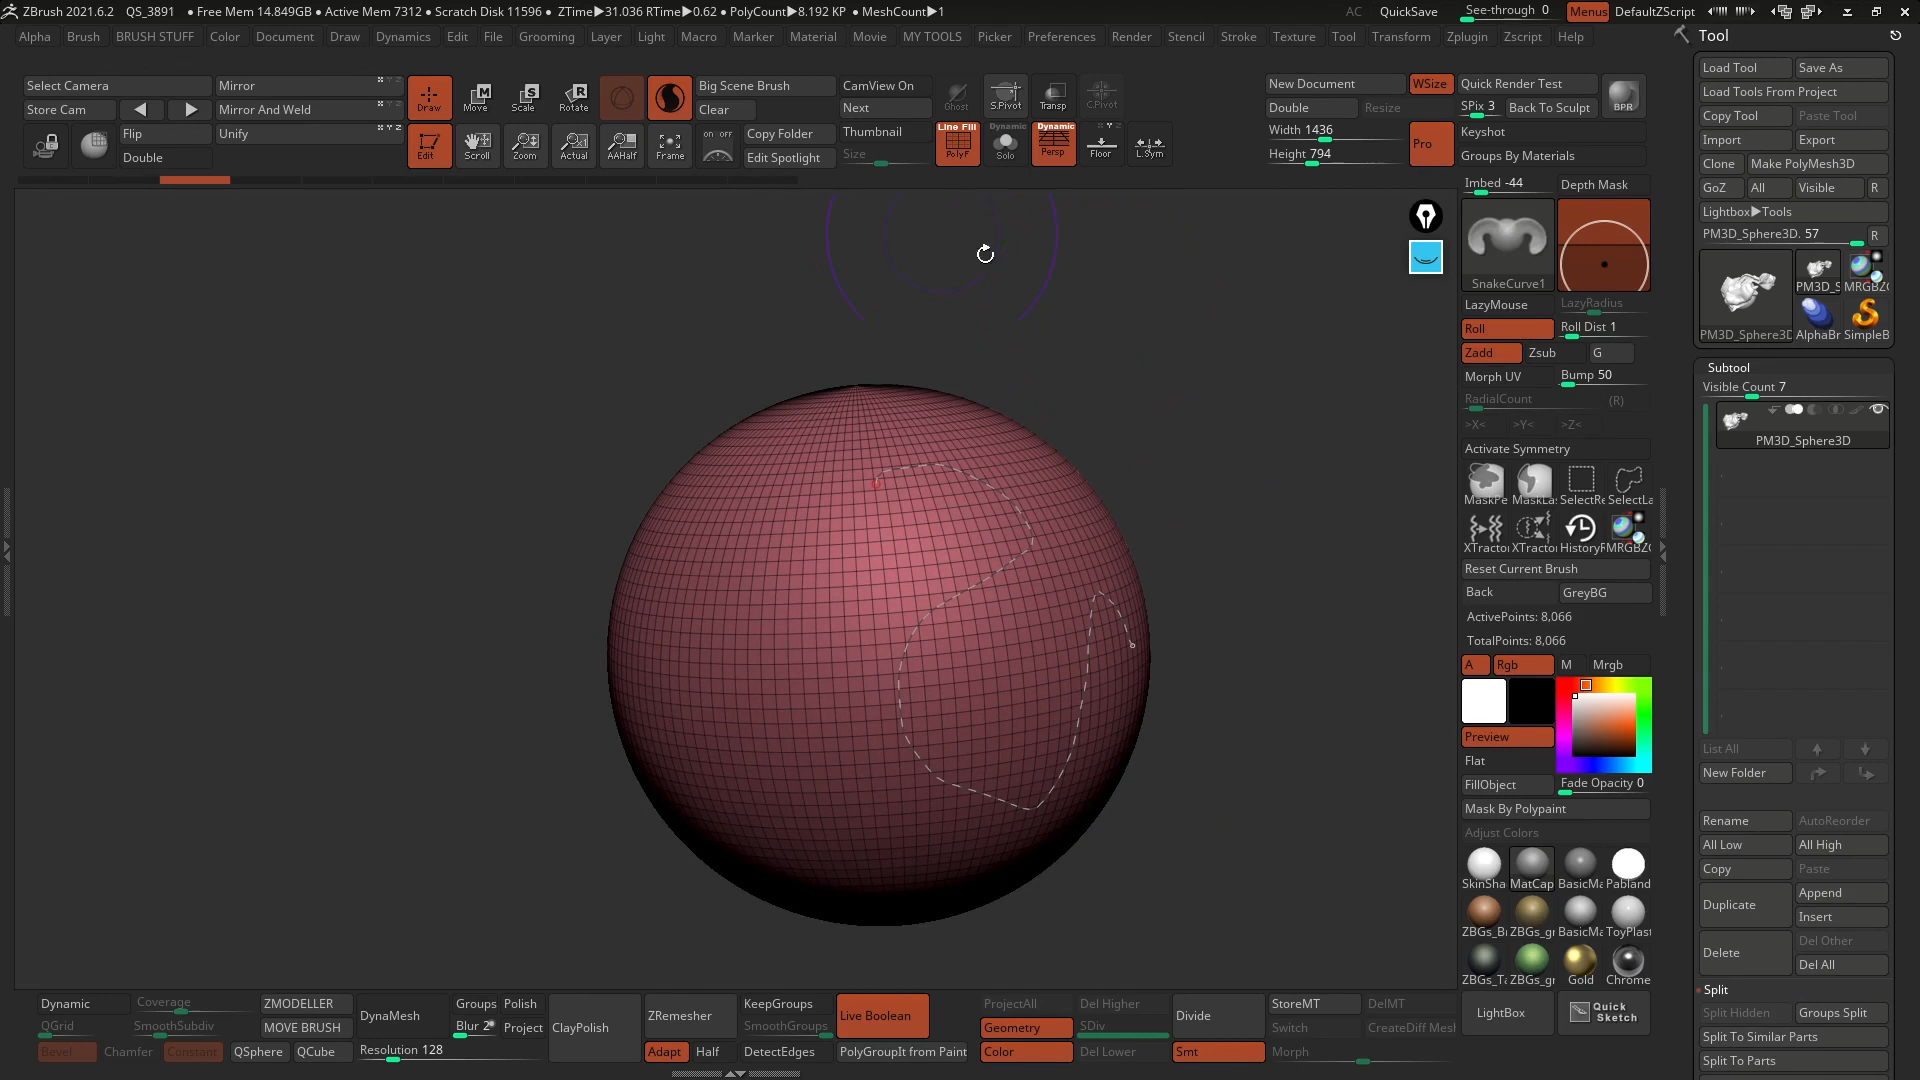 ZBrush 2021.6.2 QS_3891 ● Free Mem 14.849GB ● Active Mem 7312 ● Scratch Disk 11596 ● ZTime▶31.036 RTime▶0.62 ● PolyCount▶8.192 KP ● MeshCount▶1 AC QuickSave See-through 0 Menus DefaultZScript
Alpha Brush BRUSH STUFF Color Document Draw Dynamics Edit File Grooming Layer Light Macro Marker Material Movie MY TOOLS Picker Preferences Render Stencil Stroke Texture Tool Transform Zplugin Zscript Help
Select Camera Mirror
Store Cam Mirror And Weld
Flip Unify
Double
Draw Move Scale Rotate
Edit Scroll Zoom Actual AAHalf Frame
Big Scene Brush
Clear
on off Copy Folder
Edit Spotlight
CamView On
Next
Thumbnail
Size
Ghost S.Pivot Transp C.Pivot
Line Fill PolyF Dynamic Solo Dynamic Persp Floor L.Sym
New Document WSize Quick Render Test BPR
Double Resize SPix 3 Back To Sculpt
Width 1436 Pro Keyshot
Height 794 Groups By Materials
Imbed -44 Depth Mask
SnakeCurve1
LazyMouse LazyRadius
Roll Roll Dist 1
Zadd Zsub G
Morph UV Bump 50
RadialCount (R)
>X< >Y< >Z<
Activate Symmetry
MaskPe MaskLa SelectRe SelectLa
XTracto XTracto HistoryF MRGBZ
Reset Current Brush
Back GreyBG
ActivePoints: 8,066
TotalPoints: 8,066
A Rgb M Mrgb
Preview
Flat
FillObject Fade Opacity 0
Mask By Polypaint
Adjust Colors
SkinSha MatCap BasicMa Pabland
ZBGs_Br ZBGs_gr BasicMa ToyPlast
ZBGs_Ta ZBGs_gr Gold Chrome
LightBox Quick Sketch
Tool
Load Tool Save As
Load Tools From Project
Copy Tool Paste Tool
Import Export
Clone Make PolyMesh3D
GoZ All Visible R
Lightbox▶Tools
PM3D_Sphere3D. 57 R
PM3D_S MRGBZ
PM3D_Sphere3D AlphaBr SimpleB
Subtool
Visible Count 7
PM3D_Sphere3D
List All
New Folder
Rename AutoReorder
All Low All High
Copy Paste
Duplicate Append
Insert
Delete Del Other
Del All
Split
Split Hidden Groups Split
Split To Similar Parts
Split To Parts
Dynamic Coverage ZMODELLER
QGrid SmoothSubdiv MOVE BRUSH
Bevel Chamfer Constant QSphere QCube
DynaMesh Groups Polish
Blur 2 Project
Resolution 128
ClayPolish
ZRemesher KeepGroups
SmoothGroups
Adapt Half DetectEdges
Live Boolean
PolyGroupIt from Paint
ProjectAll Del Higher
Geometry SDiv
Color Del Lower
Divide
Smt
StoreMT DelMT
Switch CreateDiff Mesh
Morph